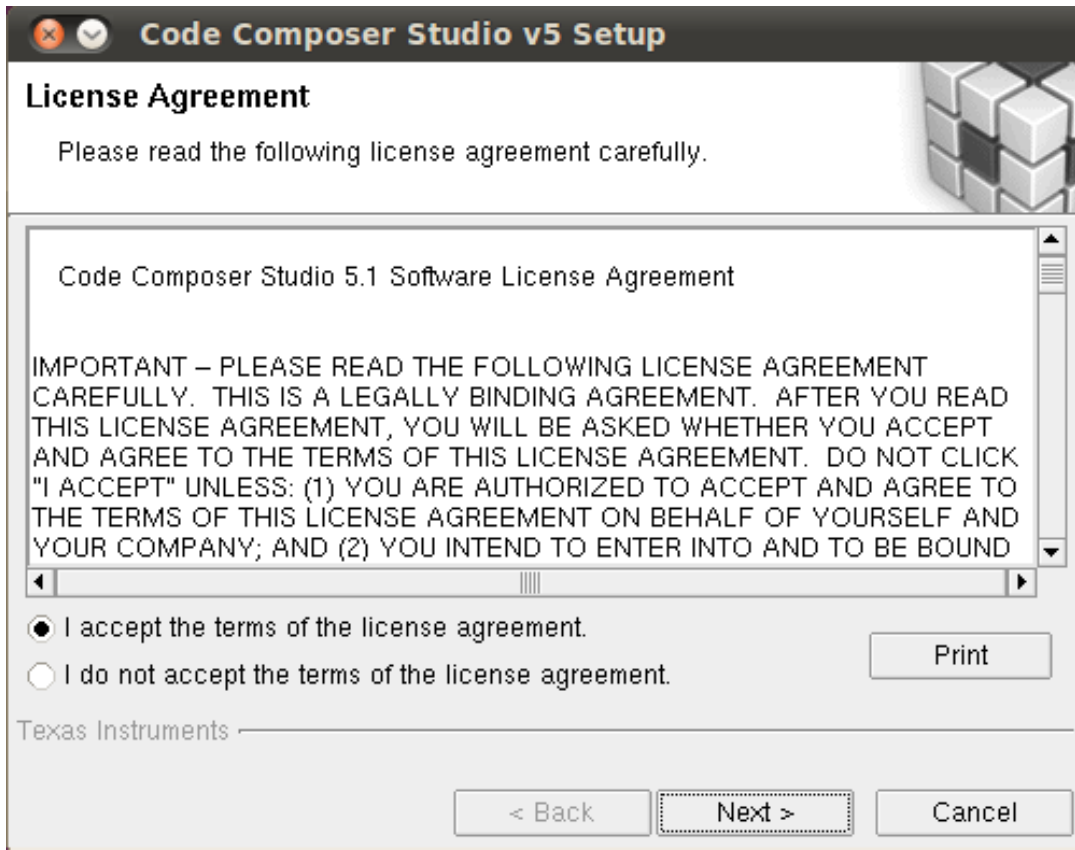 Code Composer Studio v5 Setup
License Agreement
Please read the following license agreement carefully.
Code Composer Studio 5.1 Software License Agreement
IMPORTANT – PLEASE READ THE FOLLOWING LICENSE AGREEMENT
CAREFULLY.  THIS IS A LEGALLY BINDING AGREEMENT.  AFTER YOU READ
THIS LICENSE AGREEMENT, YOU WILL BE ASKED WHETHER YOU ACCEPT
AND AGREE TO THE TERMS OF THIS LICENSE AGREEMENT.  DO NOT CLICK
"I ACCEPT" UNLESS: (1) YOU ARE AUTHORIZED TO ACCEPT AND AGREE TO
THE TERMS OF THIS LICENSE AGREEMENT ON BEHALF OF YOURSELF AND
YOUR COMPANY; AND (2) YOU INTEND TO ENTER INTO AND TO BE BOUND
I accept the terms of the license agreement.
I do not accept the terms of the license agreement.
Print
Texas Instruments
< Back
Next >
Cancel